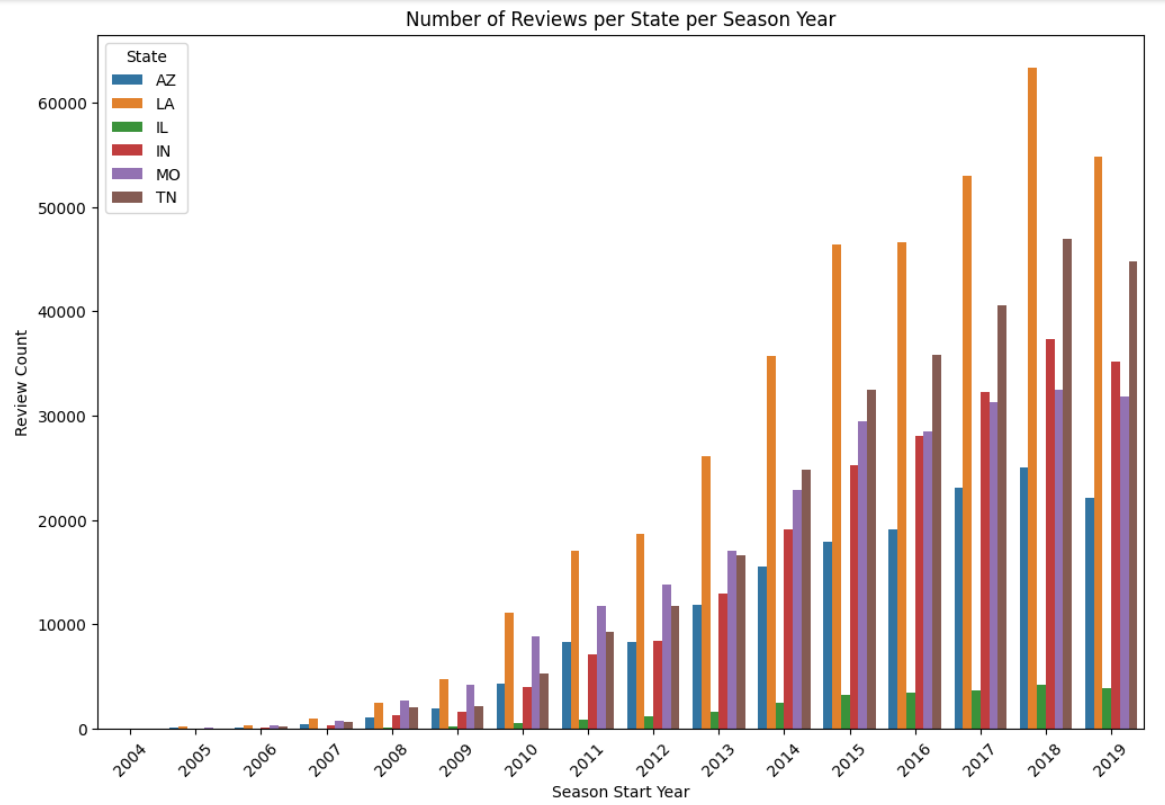 Number of Reviews per State per Season Year
State
AZ
LA
IL
IN
MO
TN
60000
50000
40000
30000
20000
10000
0
Review Count
2004 2005 2006 2007 2008 2009 2010 2011 2012 2013 2014 2015 2016 2017 2018 2019
Season Start Year